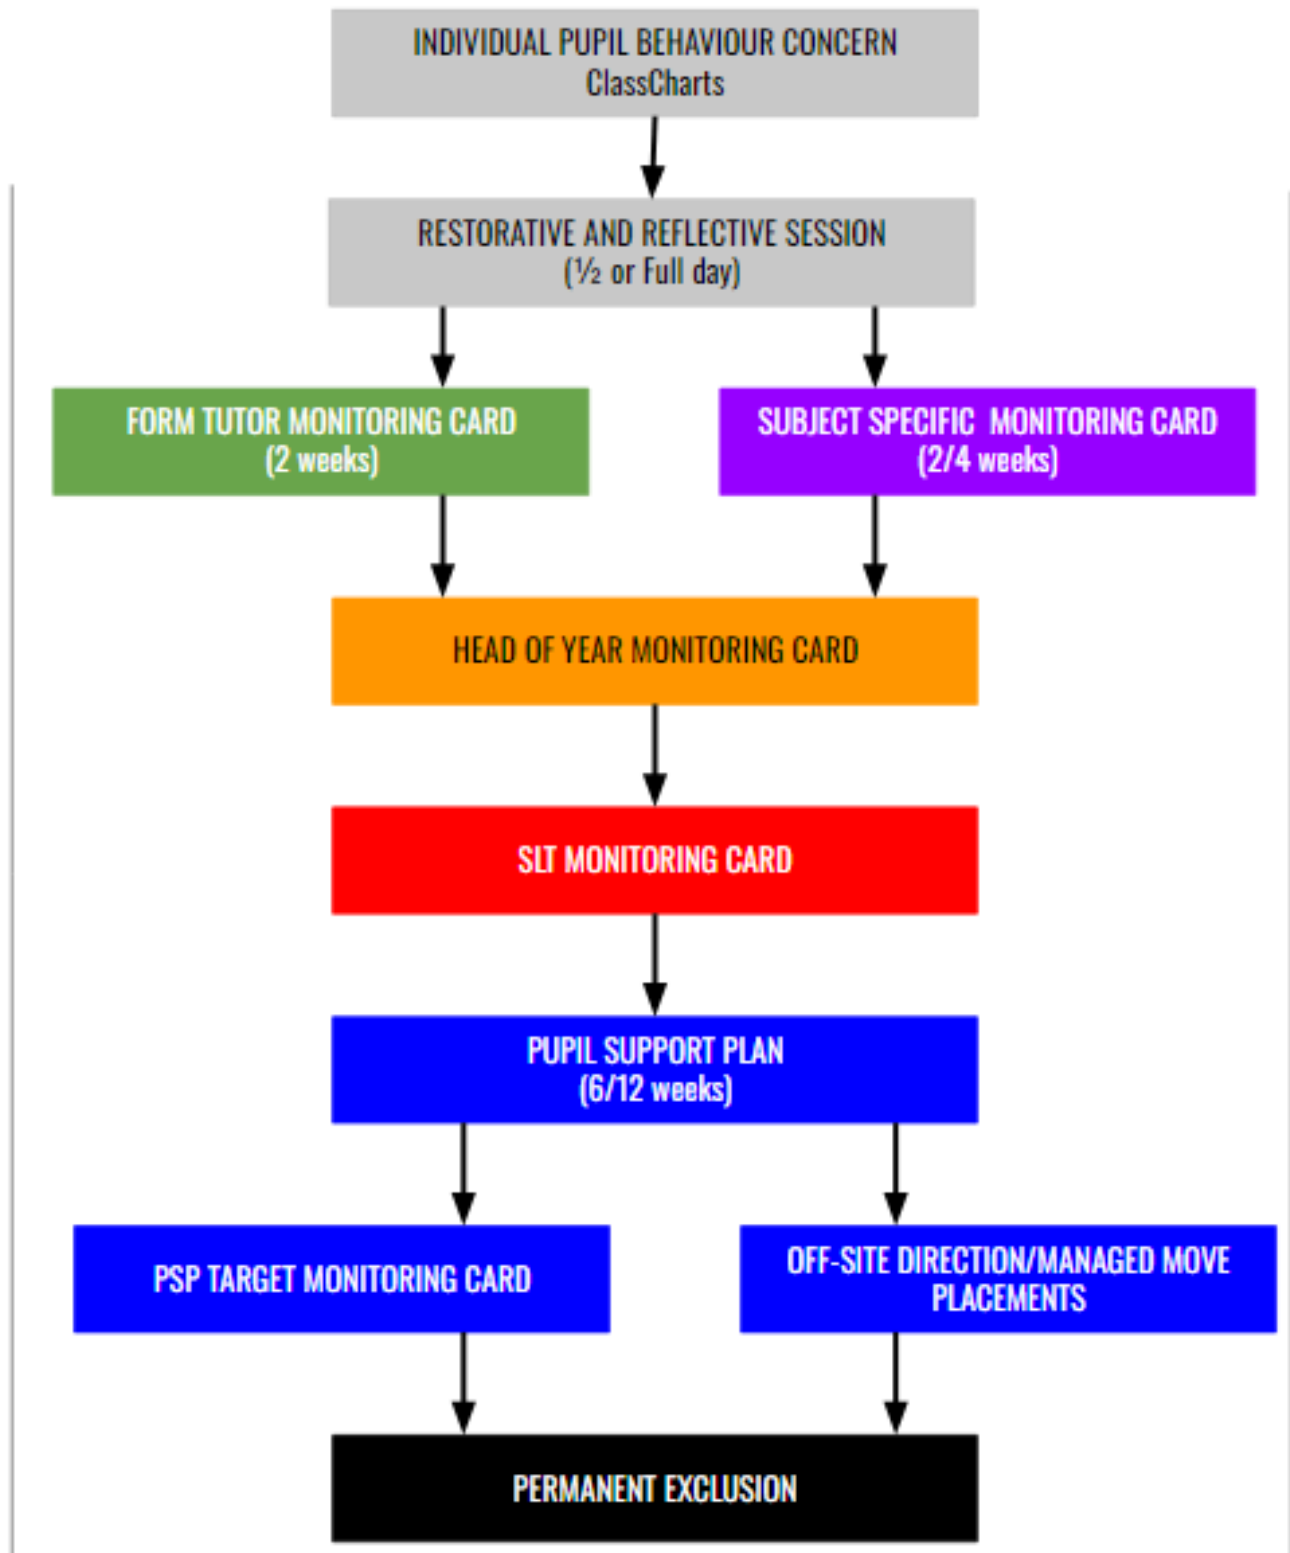 INDIVIDUAL PUPIL BEHAVIOUR CONCERN
ClassCharts
RESTORATIVE AND REFLECTIVE SESSION
(½ or Full day)
FORM TUTOR MONITORING CARD
(2 weeks)
SUBJECT SPECIFIC MONITORING CARD
(2/4 weeks)
HEAD OF YEAR MONITORING CARD
SLT MONITORING CARD
PUPIL SUPPORT PLAN
(6/12 weeks)
PSP TARGET MONITORING CARD
OFF-SITE DIRECTION/MANAGED MOVE
PLACEMENTS
PERMANENT EXCLUSION